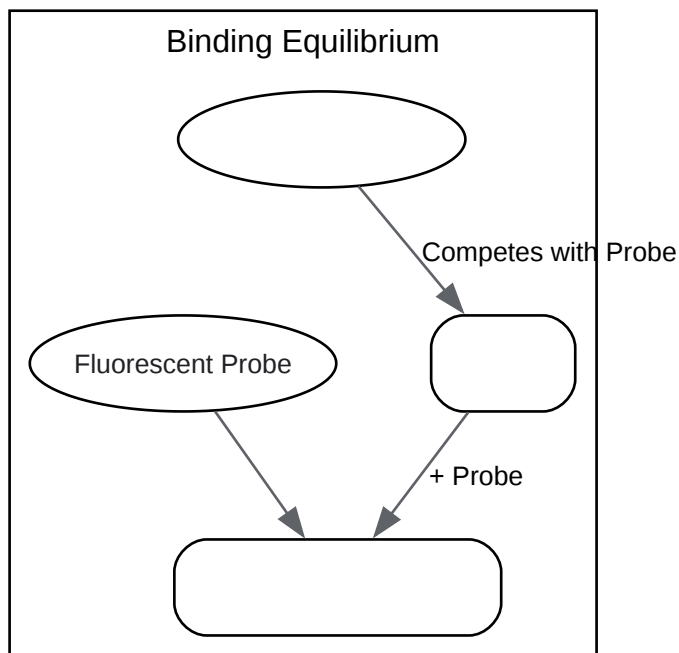 Binding Equilibrium
Competes with Probe
Fluorescent Probe
+ Probe